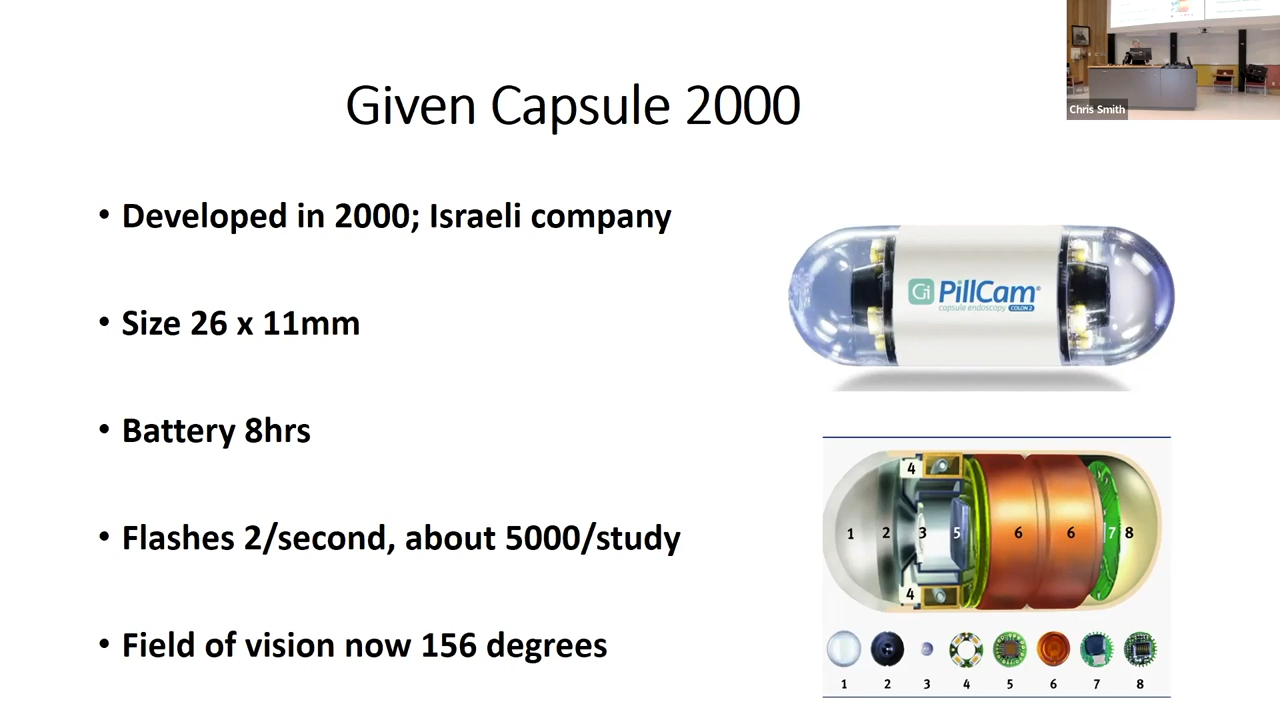 Given Capsule 2000
Chris Smith
• Developed in 2000; Israeli company
• Size 26 x 11mm
• Battery 8hrs
• Flashes 2/second, about 5000/study
• Field of vision now 156 degrees
Gi PillCam®
capsule endoscopy COLON 2
4
1 2 3 5 6 6 7 8
4
1 2 3 4 5 6 7 8